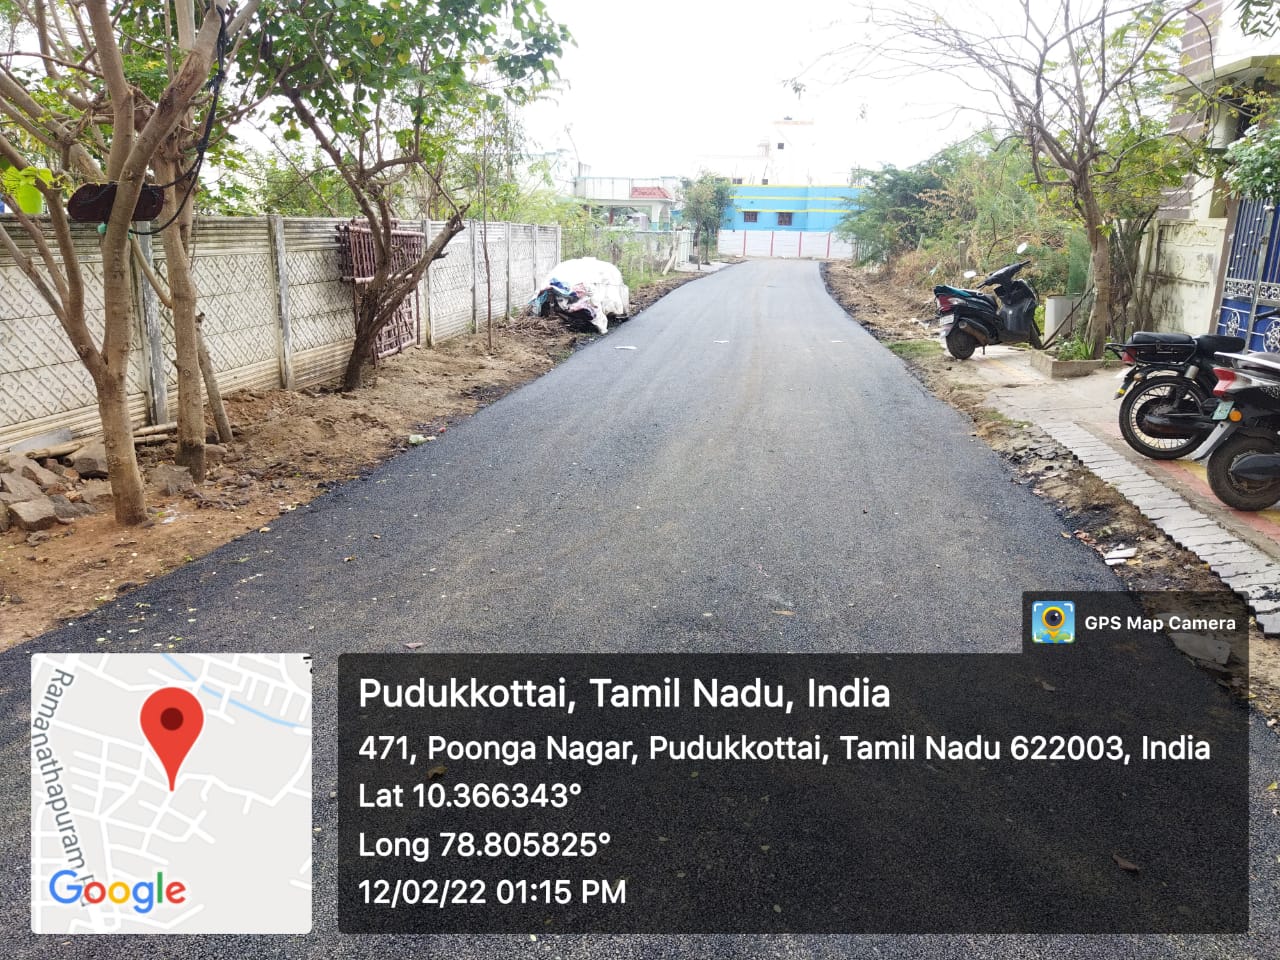 GPS Map Camera
Pudukkottai, Tamil Nadu, India
471, Poonga Nagar, Pudukkottai, Tamil Nadu 622003, India
Lat 10.366343°
Long 78.805825°
12/02/22 01:15 PM
Ramanathapuram
Google